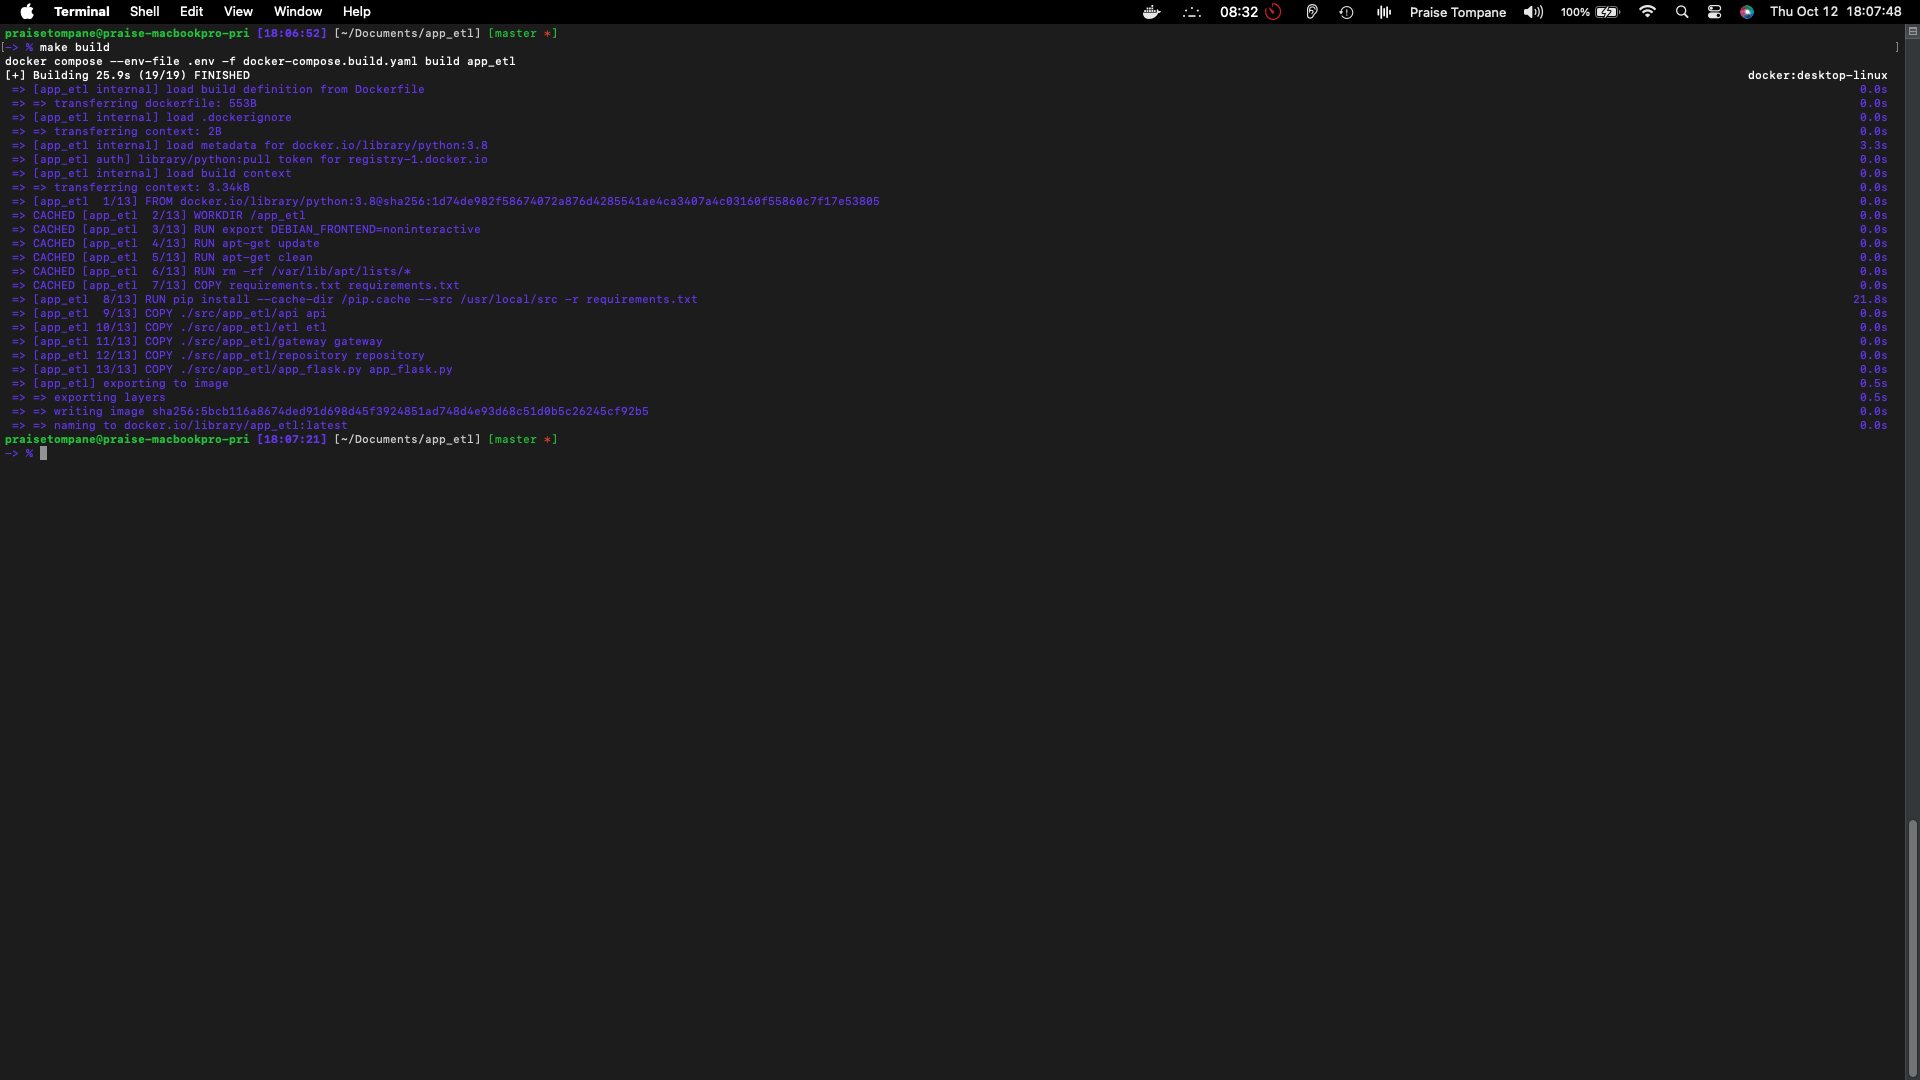 Terminal Shell Edit View Window Help 08:32 Praise Tompane 100% Thu Oct 12 18:07:48
praisetompane@praise-macbookpro-pri [18:06:52] [~/Documents/app_etl] [master *]
[-> % make build ]
docker compose --env-file .env -f docker-compose.build.yaml build app_etl
[+] Building 25.9s (19/19) FINISHED docker:desktop-linux
=> [app_etl internal] load build definition from Dockerfile 0.0s
=> => transferring dockerfile: 553B 0.0s
=> [app_etl internal] load .dockerignore 0.0s
=> => transferring context: 2B 0.0s
=> [app_etl internal] load metadata for docker.io/library/python:3.8 3.3s
=> [app_etl auth] library/python:pull token for registry-1.docker.io 0.0s
=> [app_etl internal] load build context 0.0s
=> => transferring context: 3.34kB 0.0s
=> [app_etl  1/13] FROM docker.io/library/python:3.8@sha256:1d74de982f58674072a876d4285541ae4ca3407a4c03160f55860c7f17e53805 0.0s
=> CACHED [app_etl  2/13] WORKDIR /app_etl 0.0s
=> CACHED [app_etl  3/13] RUN export DEBIAN_FRONTEND=noninteractive 0.0s
=> CACHED [app_etl  4/13] RUN apt-get update 0.0s
=> CACHED [app_etl  5/13] RUN apt-get clean 0.0s
=> CACHED [app_etl  6/13] RUN rm -rf /var/lib/apt/lists/* 0.0s
=> CACHED [app_etl  7/13] COPY requirements.txt requirements.txt 0.0s
=> [app_etl  8/13] RUN pip install --cache-dir /pip.cache --src /usr/local/src -r requirements.txt 21.8s
=> [app_etl  9/13] COPY ./src/app_etl/api api 0.0s
=> [app_etl 10/13] COPY ./src/app_etl/etl etl 0.0s
=> [app_etl 11/13] COPY ./src/app_etl/gateway gateway 0.0s
=> [app_etl 12/13] COPY ./src/app_etl/repository repository 0.0s
=> [app_etl 13/13] COPY ./src/app_etl/app_flask.py app_flask.py 0.0s
=> [app_etl] exporting to image 0.5s
=> => exporting layers 0.5s
=> => writing image sha256:5bcb116a8674ded91d698d45f3924851ad748d4e93d68c51d0b5c26245cf92b5 0.0s
=> => naming to docker.io/library/app_etl:latest 0.0s
praisetompane@praise-macbookpro-pri [18:07:21] [~/Documents/app_etl] [master *]
-> %